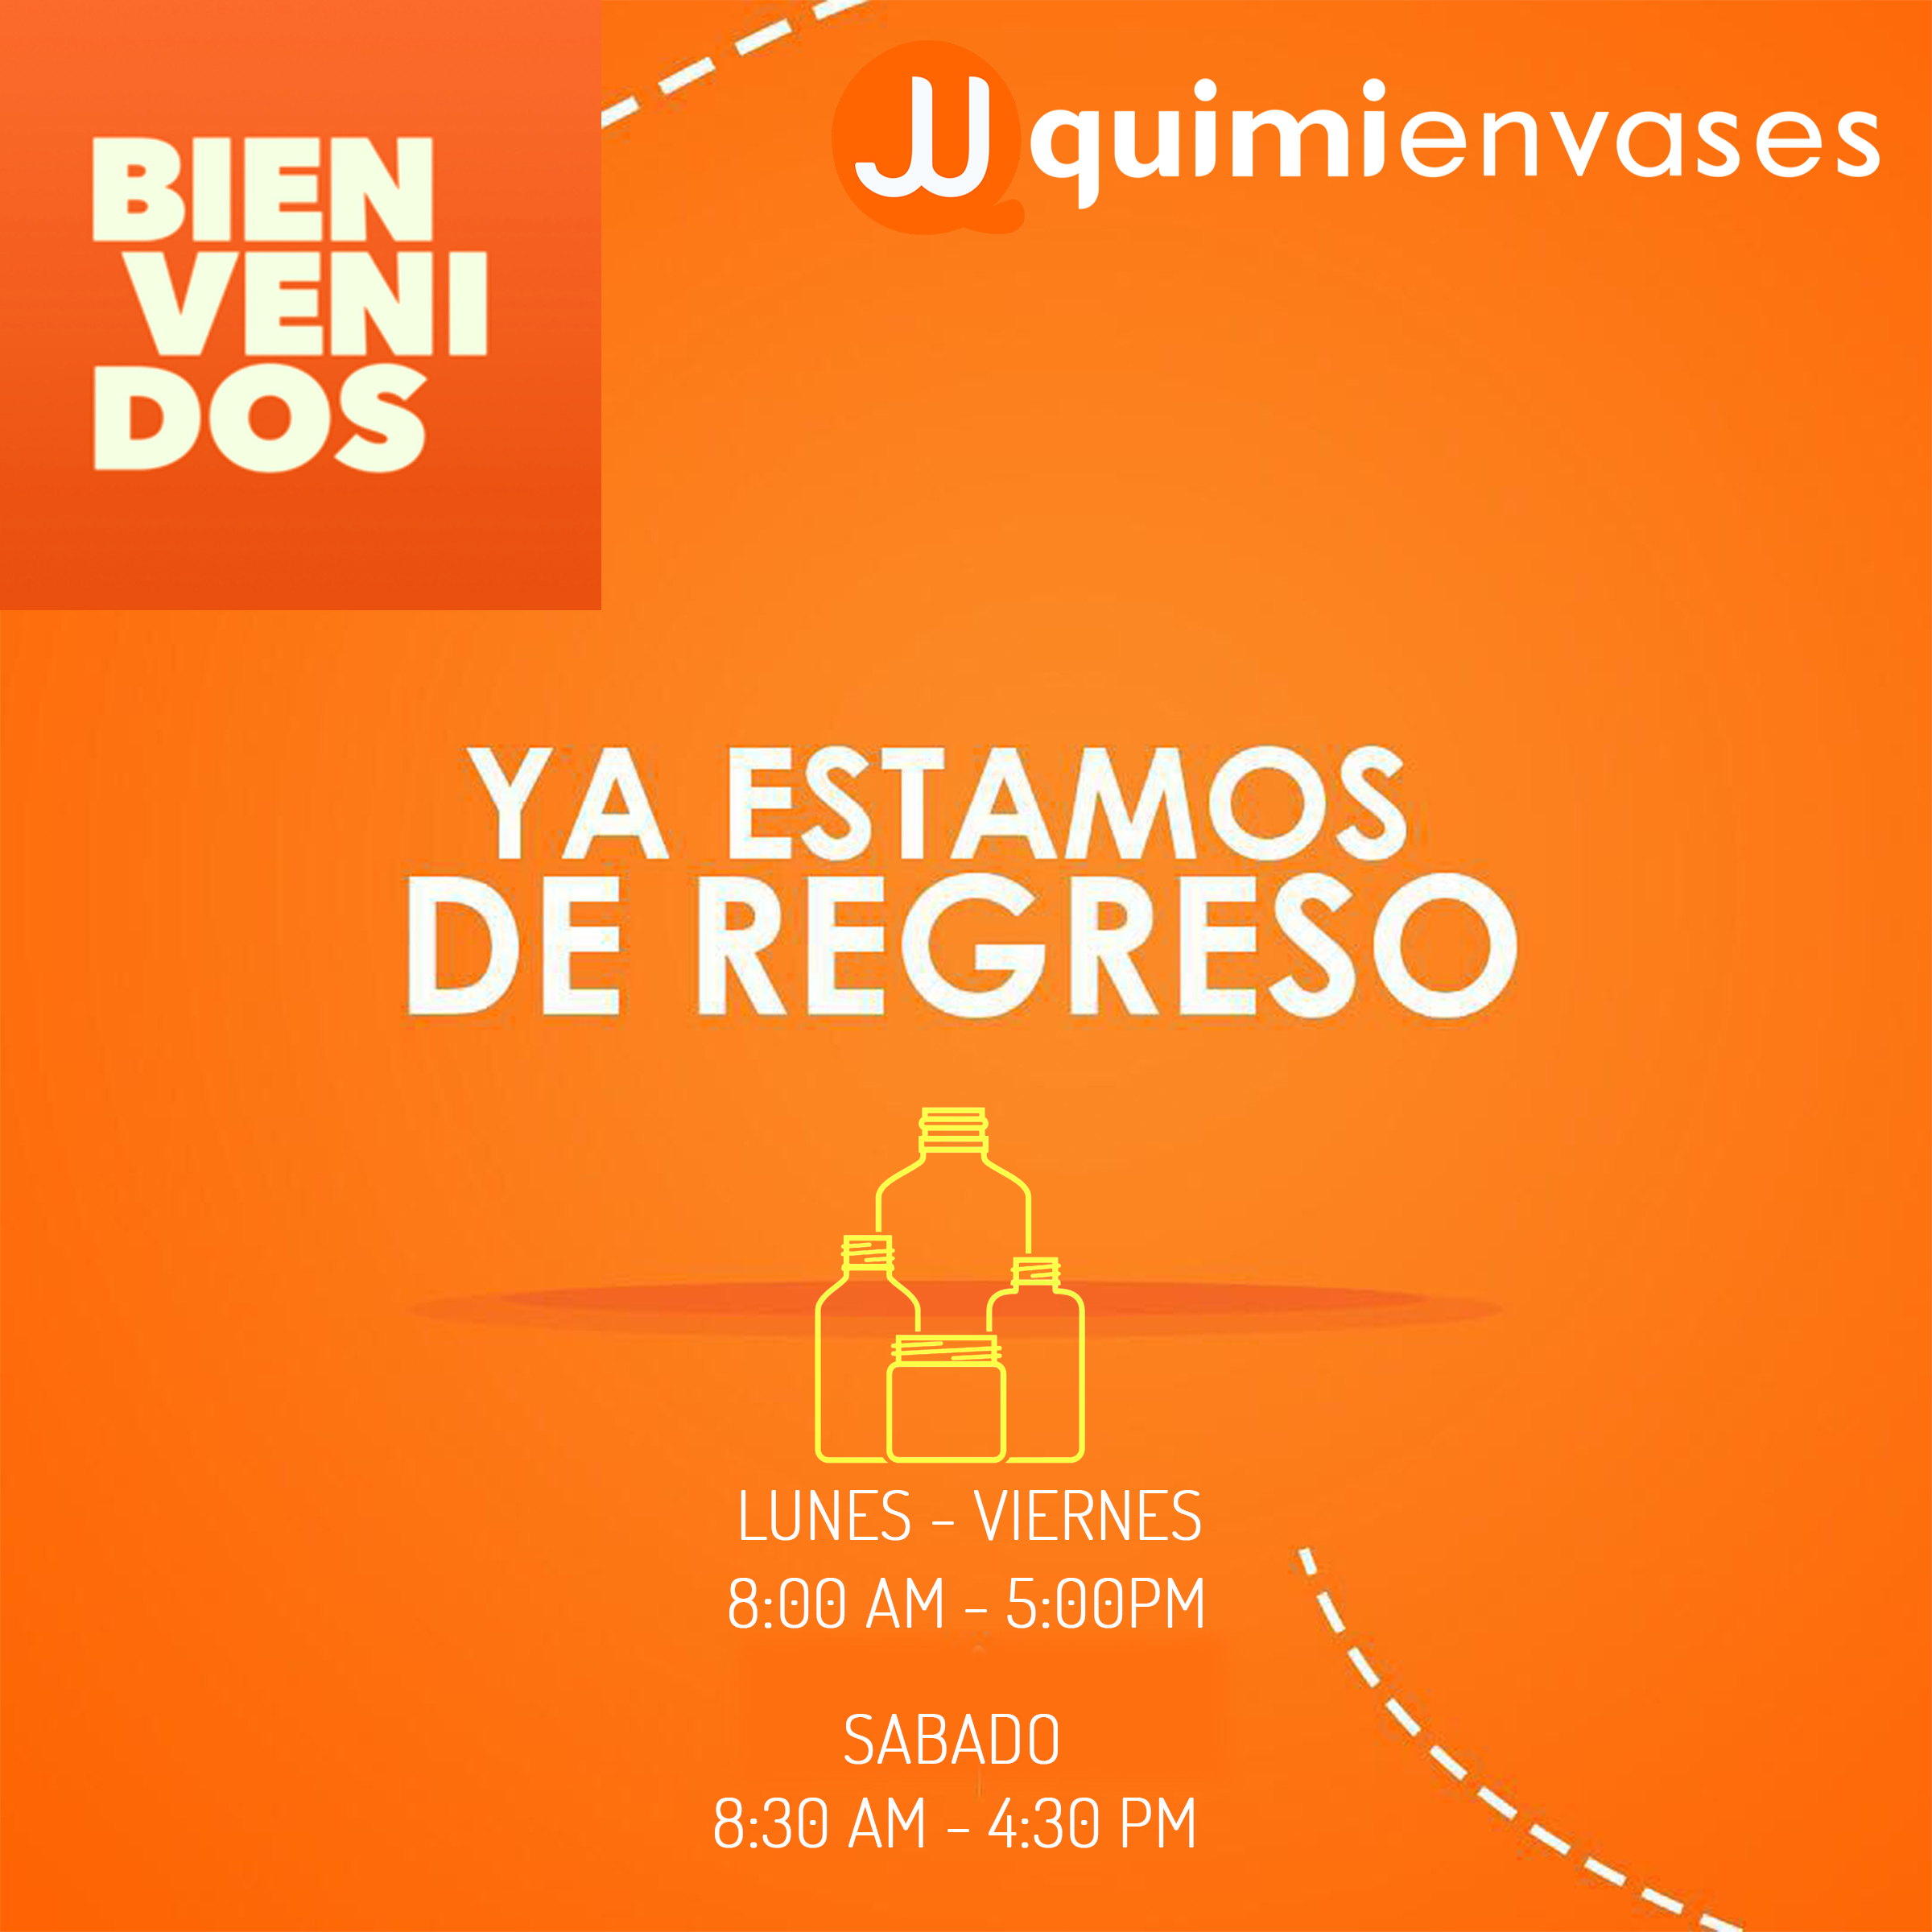 BIEN
VENI
DOS
quimienvases
YA ESTAMOS
DE REGRESO
LUNES - VIERNES
8:00 AM - 5:00PM
SABADO
8:30 AM - 4:30 PM